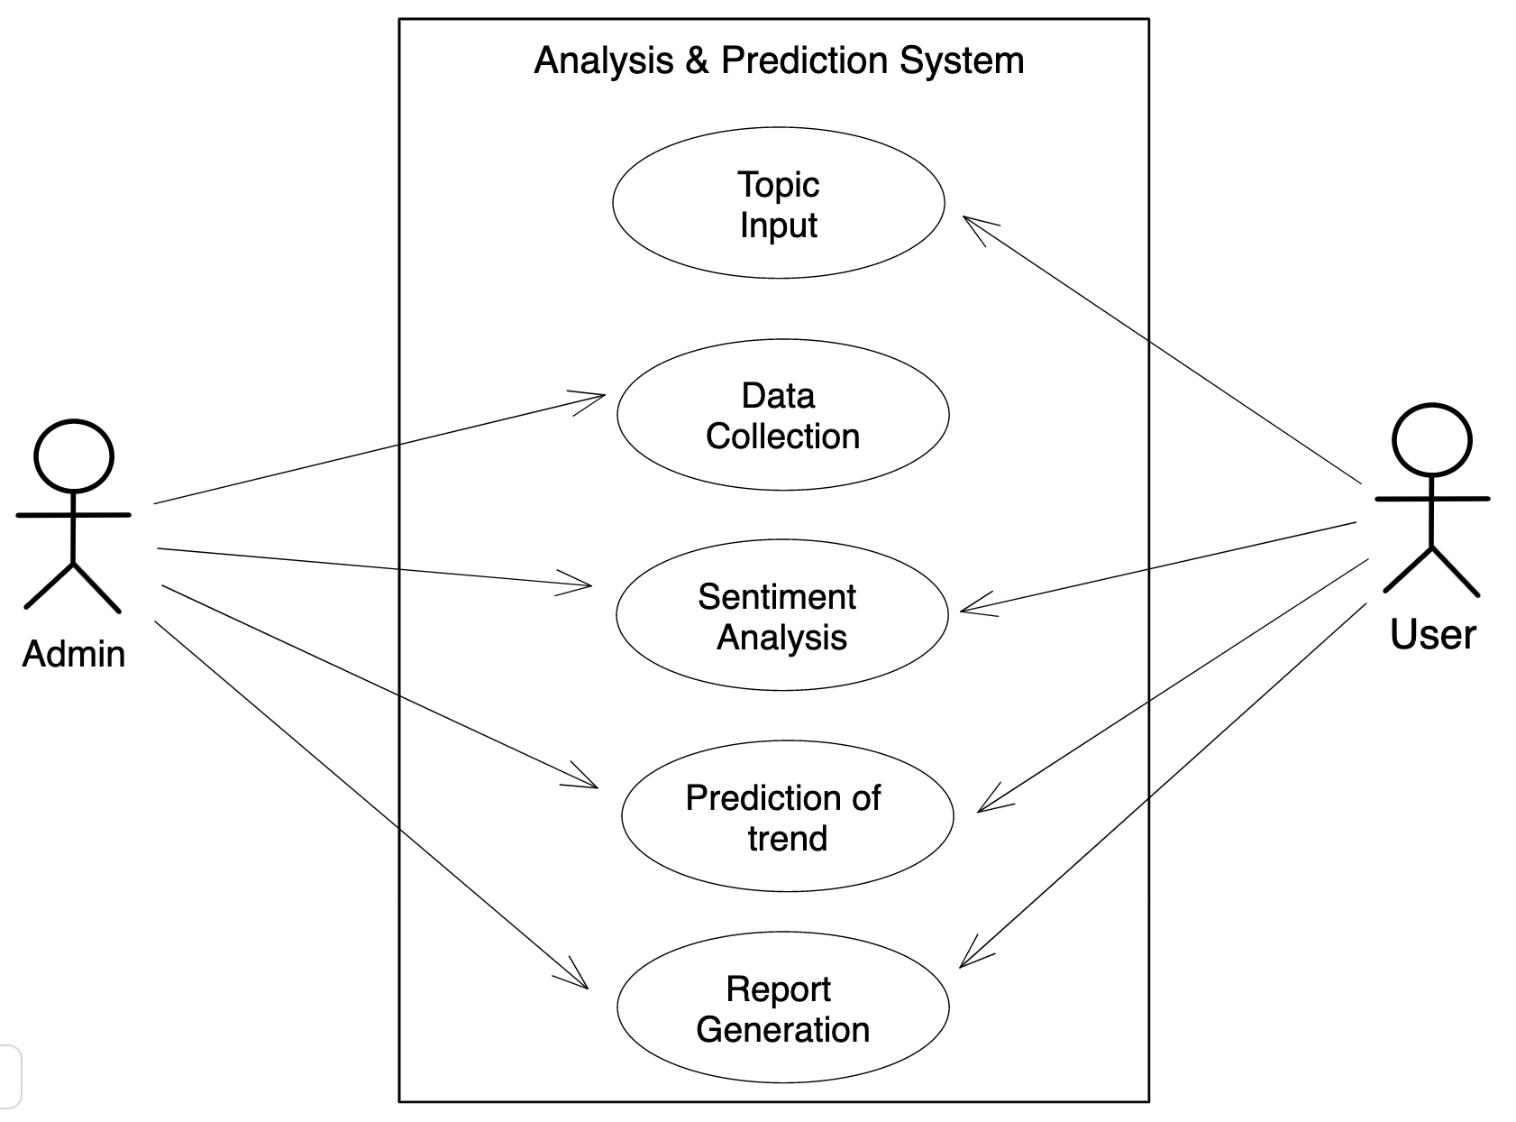 Analysis & Prediction System
Topic
Input
Data
Collection
Sentiment
Analysis
Prediction of
trend
Report
Generation
Admin
User